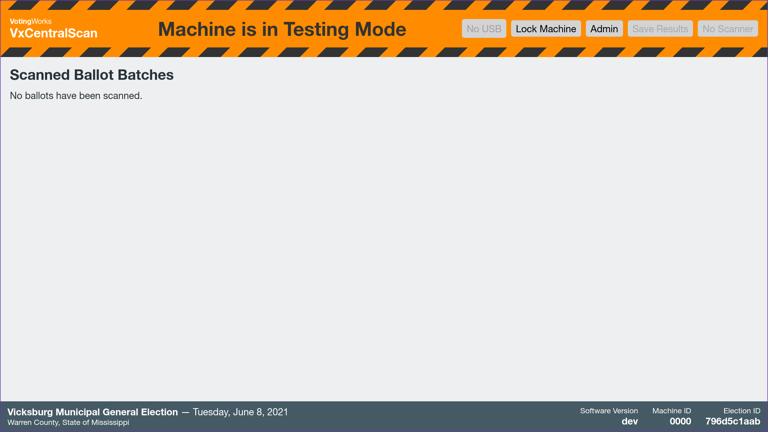 VotingWorks
VxCentralScan
Machine is in Testing Mode
No USB
Lock Machine
Admin
Save Results
No Scanner
Scanned Ballot Batches
No ballots have been scanned.
Vicksburg Municipal General Election — Tuesday, June 8, 2021
Warren County, State of Mississippi
Software Version
dev
Machine ID
0000
Election ID
796d5c1aab